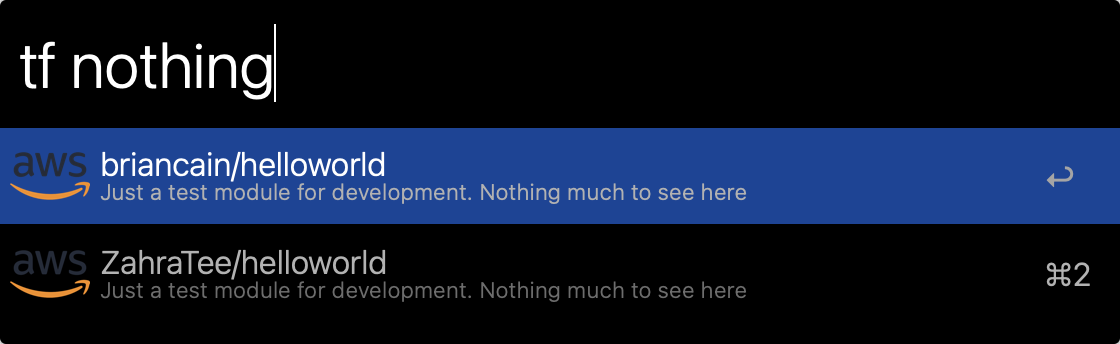 tf nothing
aws briancain/helloworld
Just a test module for development. Nothing much to see here
↩
aws ZahraTee/helloworld
Just a test module for development. Nothing much to see here
⌘2